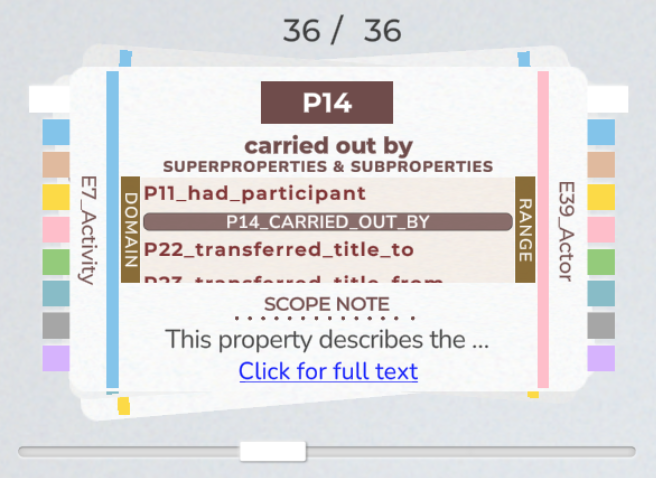 36 / 36
P14
carried out by
SUPERPROPERTIES & SUBPROPERTIES
E7_Activity
DOMAIN
P11_had_participant
P14_CARRIED_OUT_BY
P22_transferred_title_to
P23_transferred_title_from
RANGE
E39_Actor
SCOPE NOTE
This property describes the ...
Click for full text